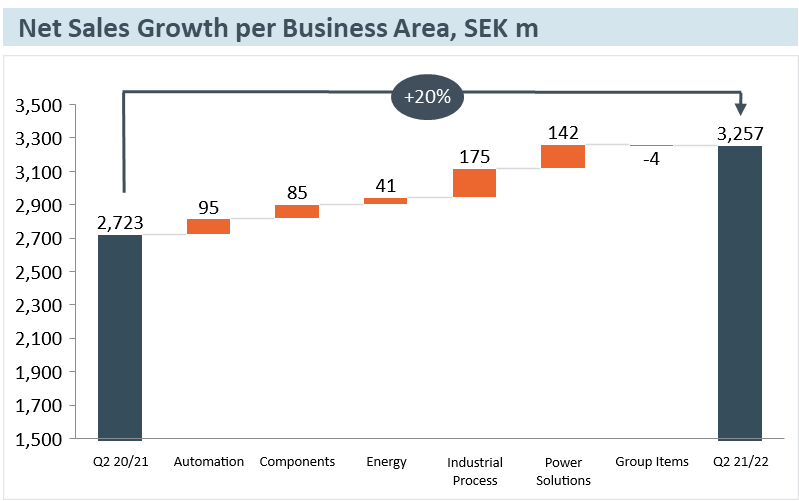 Net Sales Growth per Business Area, SEK m
+20%
3,500
3,300
3,100
2,900
2,700
2,500
2,300
2,100
1,900
1,700
1,500
2,723
95
85
41
175
142
-4
3,257
Q2 20/21
Automation
Components
Energy
Industrial
Process
Power
Solutions
Group Items
Q2 21/22